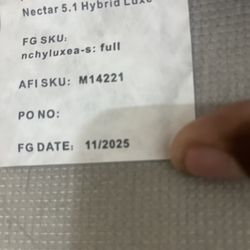 Nectar 5.1 Hybrid Luxe
FG SKU:
nchyluxea-s: full
AFI SKU: M14221
PO NO:
FG DATE: 11/2025